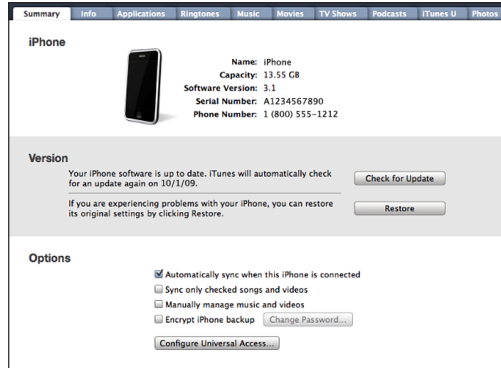 Summary Info Applications Ringtones Music Movies TV Shows Podcasts iTunes U Photos
iPhone
Name: iPhone
Capacity: 13.55 GB
Software Version: 3.1
Serial Number: A1234567890
Phone Number: 1 (800) 555-1212
Version
Your iPhone software is up to date. iTunes will automatically check
for an update again on 10/1/09.
Check for Update
If you are experiencing problems with your iPhone, you can restore
its original settings by clicking Restore.
Restore
Options
Automatically sync when this iPhone is connected
Sync only checked songs and videos
Manually manage music and videos
Encrypt iPhone backup Change Password...
Configure Universal Access...